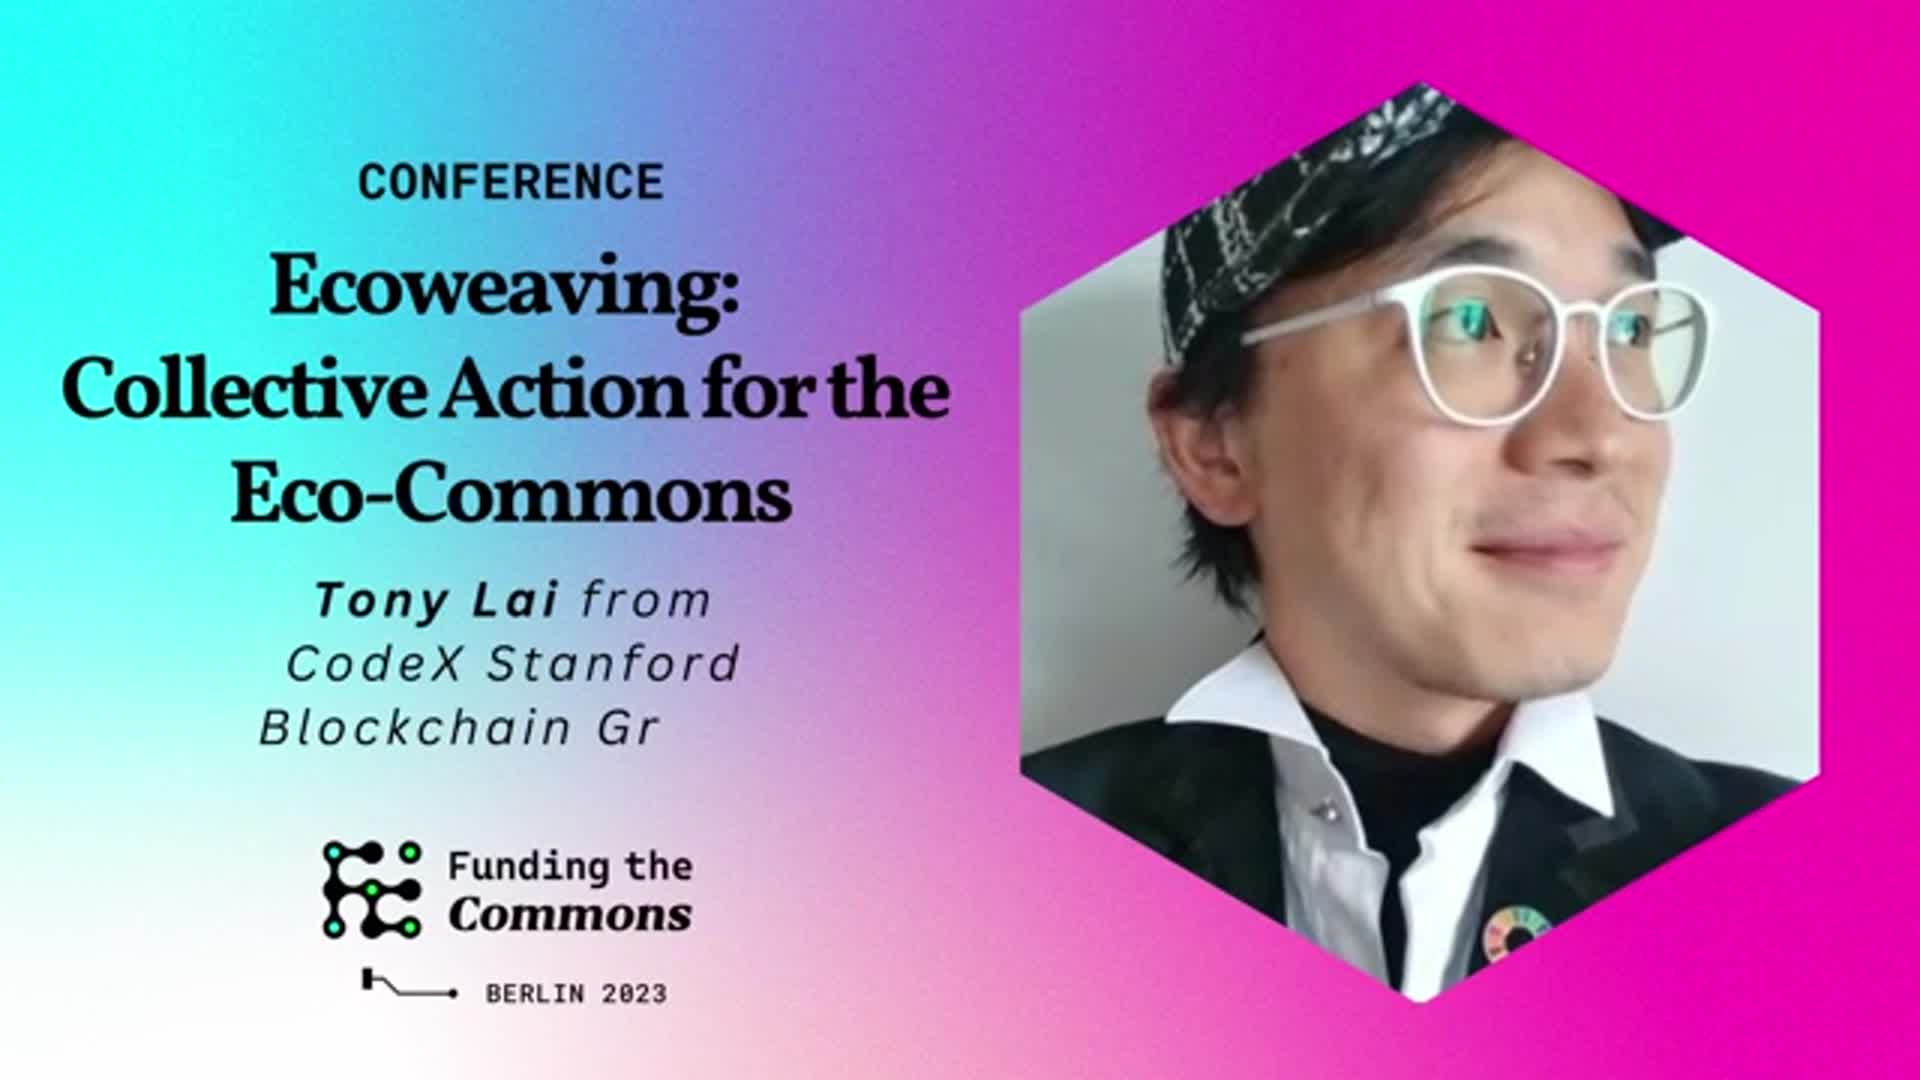 CONFERENCE
Ecoweaving:
Collective Action for the
Eco-Commons
Tony Lai from
CodeX Stanford
Blockchain Gr
Funding the
Commons
BERLIN 2023